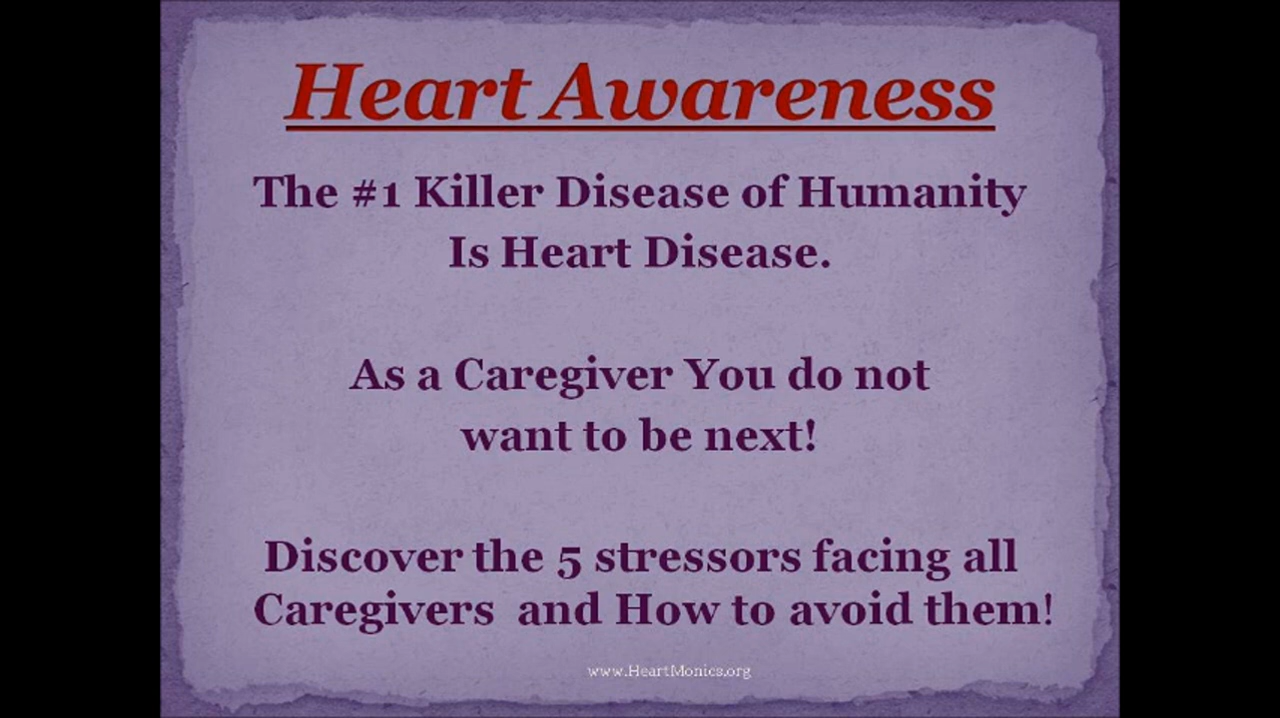 Heart Awareness
The #1 Killer Disease of Humanity
Is Heart Disease.
As a Caregiver You do not
want to be next!
Discover the 5 stressors facing all
Caregivers and How to avoid them!
www.HeartMonics.org